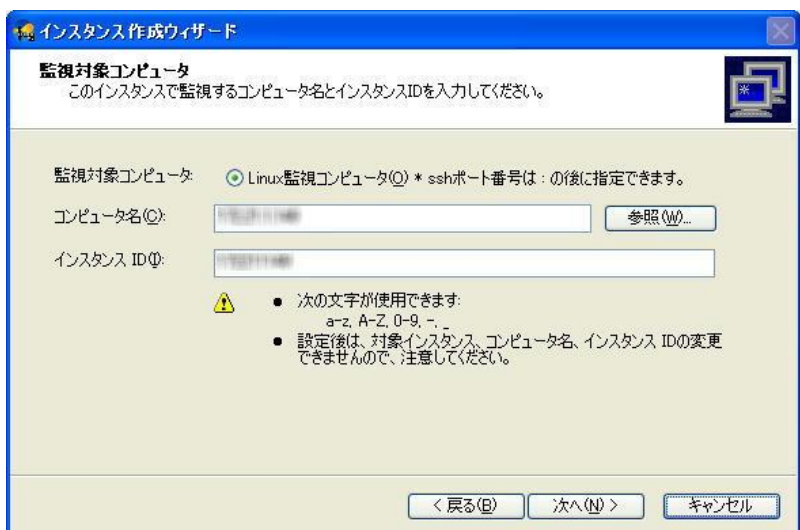 インスタンス作成ウィザード
監視対象コンピュータ
このインスタンスで監視するコンピュータ名とインスタンスIDを入力してください。
監視対象コンピュータ:
Linux監視コンピュータ(O) * sshポート番号は : の後に指定できます。
コンピュータ名(C):
参照(W)...
インスタンス ID(I):
● 次の文字が使用できます:
a-z, A-Z, 0-9, -, _
● 設定後は、対象インスタンス、コンピュータ名、インスタンス IDの変更
できませんので、注意してください。
< 戻る(B)
次へ(N) >
キャンセル